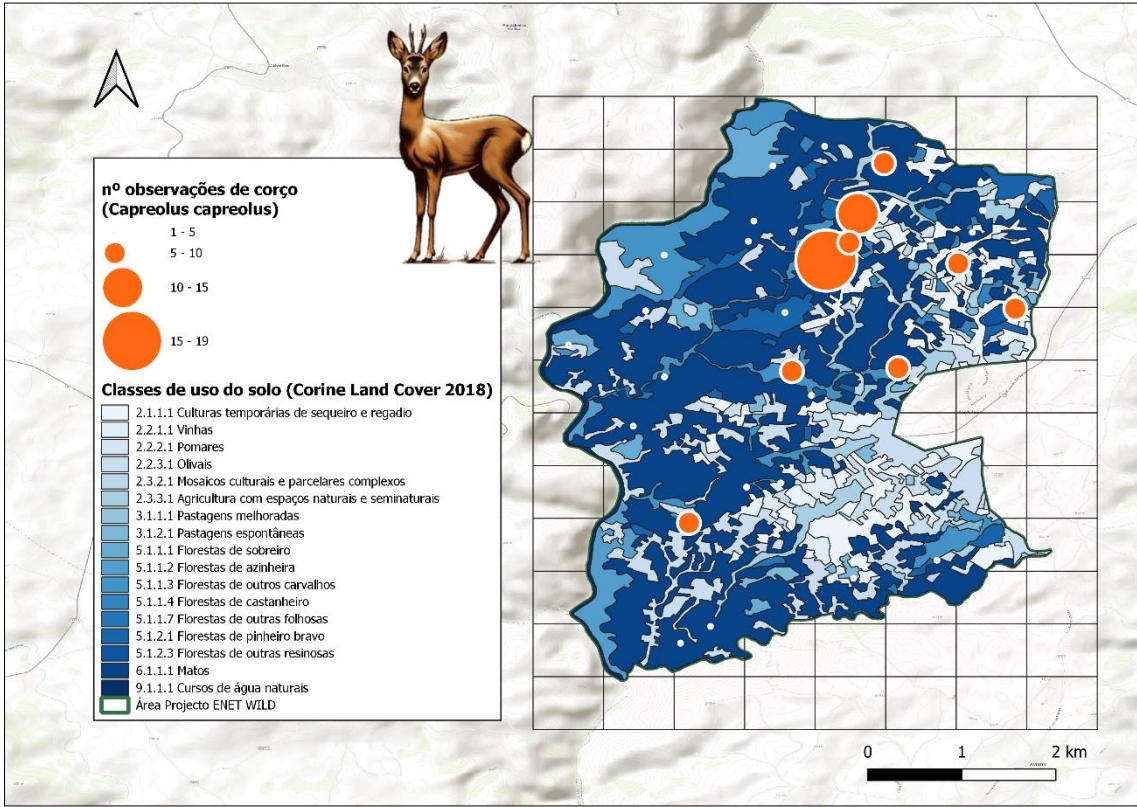 nº observações de corço
(Capreolus capreolus)
1 - 5
5 - 10
10 - 15
15 - 19
Classes de uso do solo (Corine Land Cover 2018)
2.1.1.1 Culturas temporárias de sequeiro e regadio
2.2.1.1 Vinhas
2.2.2.1 Pomares
2.2.3.1 Olivais
2.3.2.1 Mosaicos culturais e parcelares complexos
2.3.3.1 Agricultura com espaços naturais e seminaturais
3.1.1.1 Pastagens melhoradas
3.1.2.1 Pastagens espontâneas
5.1.1.1 Florestas de sobreiro
5.1.1.2 Florestas de azinheira
5.1.1.3 Florestas de outros carvalhos
5.1.1.4 Florestas de castanheiro
5.1.1.7 Florestas de outras folhosas
5.1.2.1 Florestas de pinheiro bravo
5.1.2.3 Florestas de outras resinosas
6.1.1.1 Matos
9.1.1.1 Cursos de água naturais
Área Projecto ENET WILD
0 1 2 km